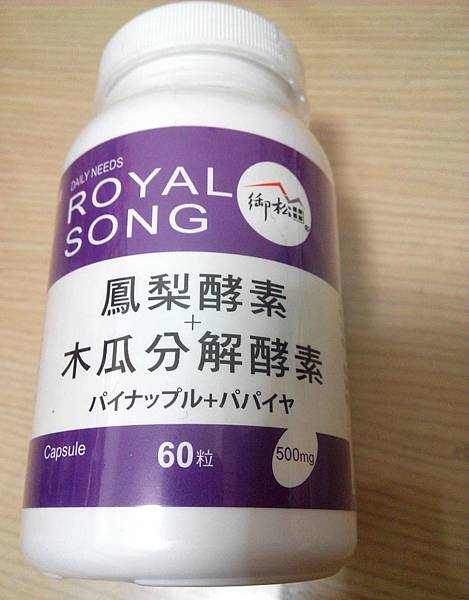 DAILY NEEDS
ROYAL
SONG
御松
®
鳳梨酵素
+
木瓜分解酵素
パイナップル+パパイヤ
Capsule
60粒
500mg